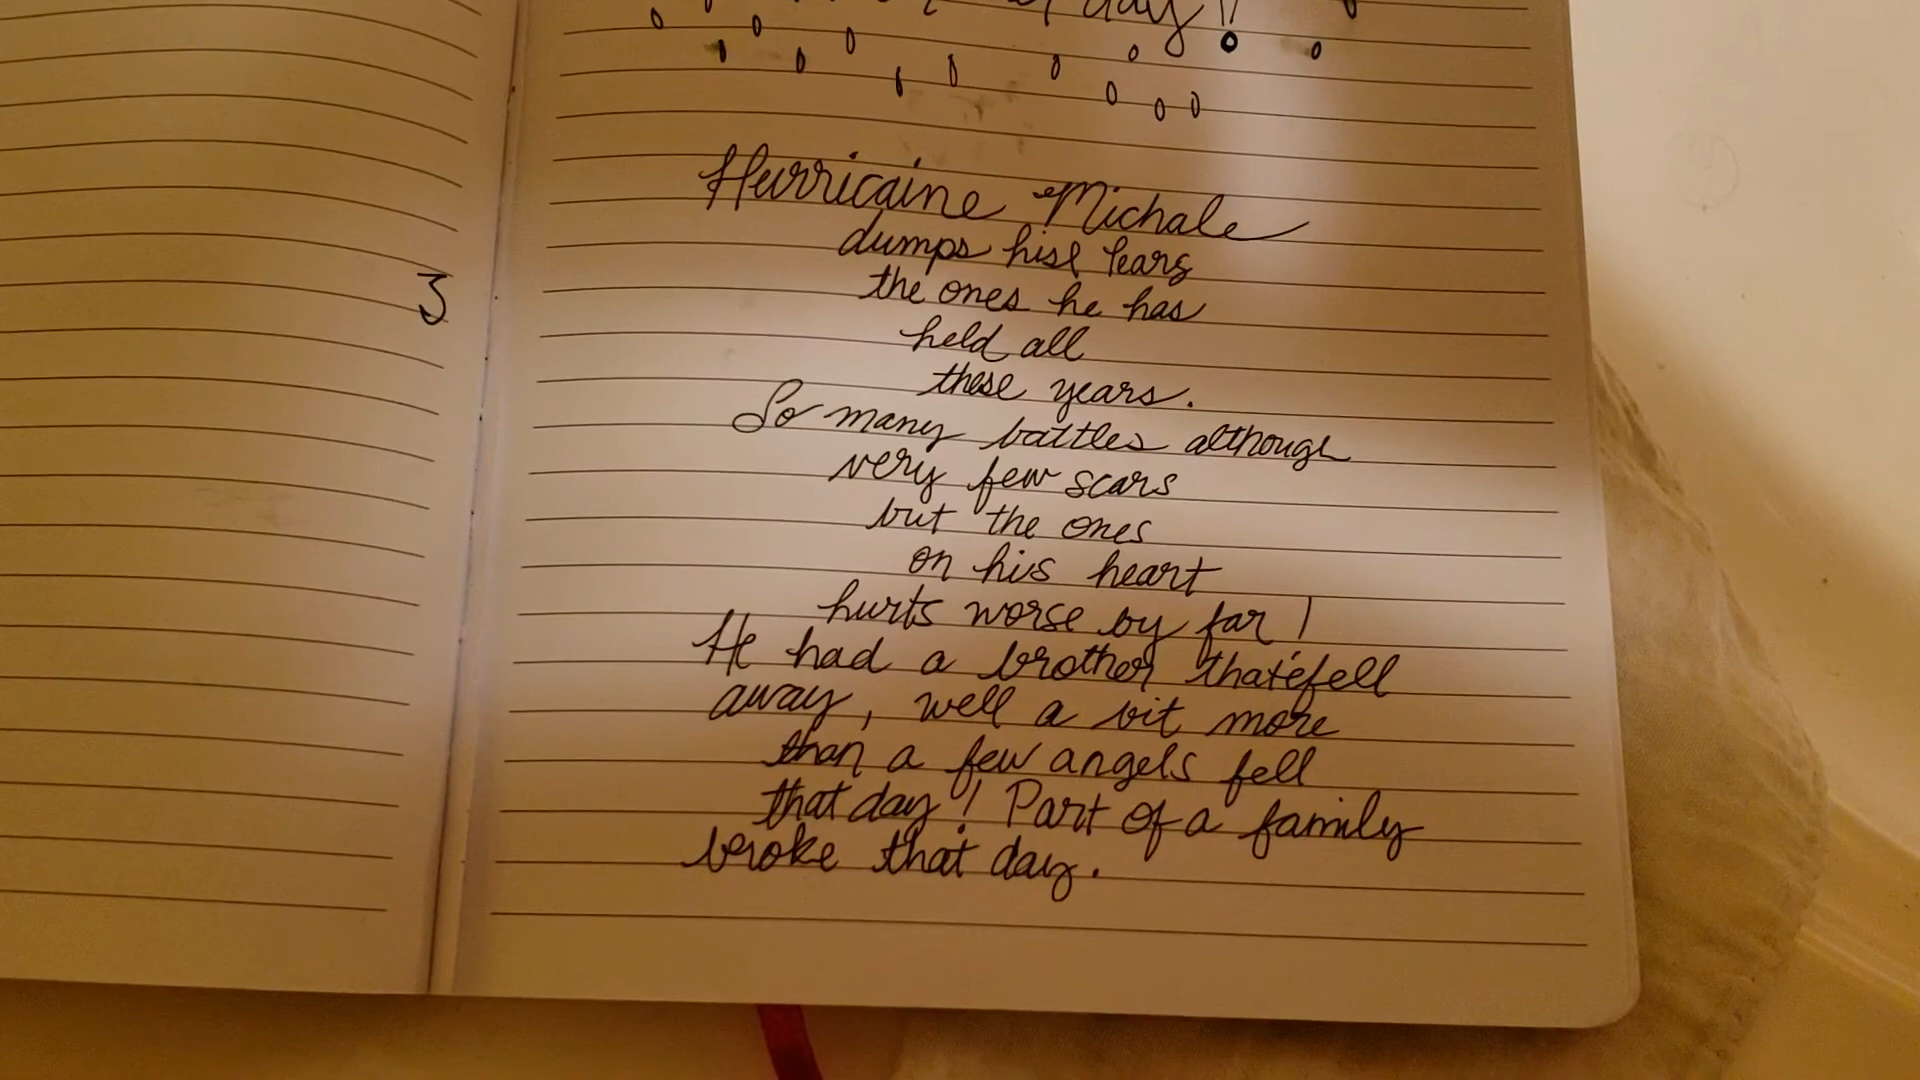 day!!
Hurricaine Michale
dumps his tears
the ones he has
held all
these years.
So many battles although
very few scars
but the ones
on his heart
hurts worse by far!
He had a brother that fell
away, well a bit more
than a few angels fell
that day! Part of a family
broke that day.
3